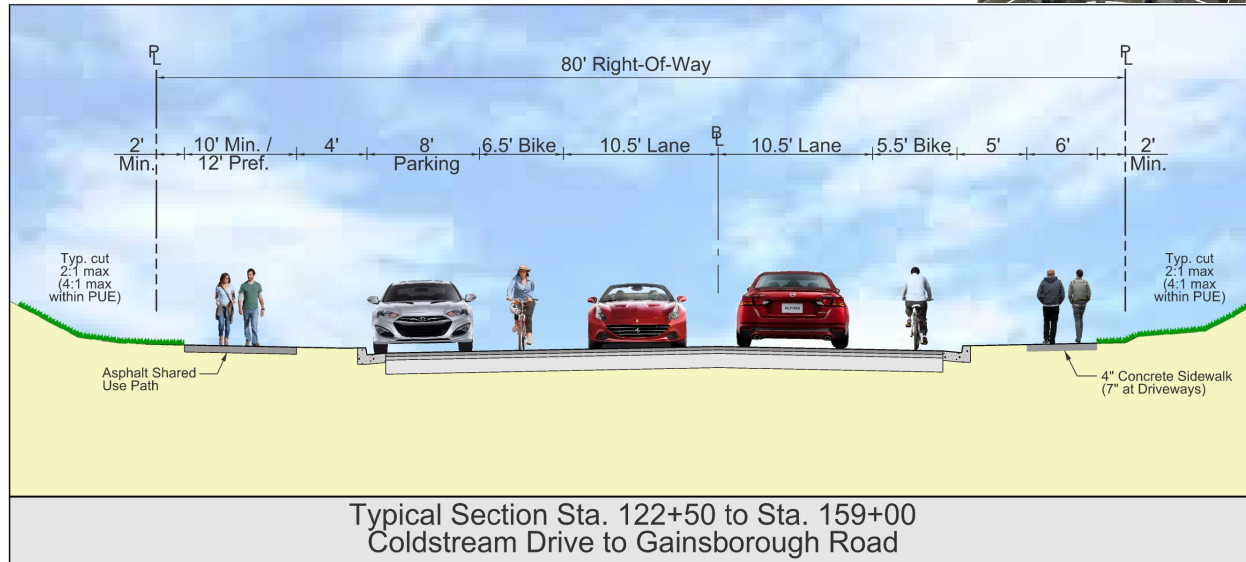 PL
PL
80' Right-Of-Way
BL
2'
Min.
10' Min. /
12' Pref.
4'
8'
Parking
6.5' Bike
10.5' Lane
10.5' Lane
5.5' Bike
5'
6'
2'
Min.
Typ. cut
2:1 max
(4:1 max
within PUE)
Typ. cut
2:1 max
(4:1 max
within PUE)
Asphalt Shared
Use Path
4" Concrete Sidewalk
(7" at Driveways)
Typical Section Sta. 122+50 to Sta. 159+00
Coldstream Drive to Gainsborough Road